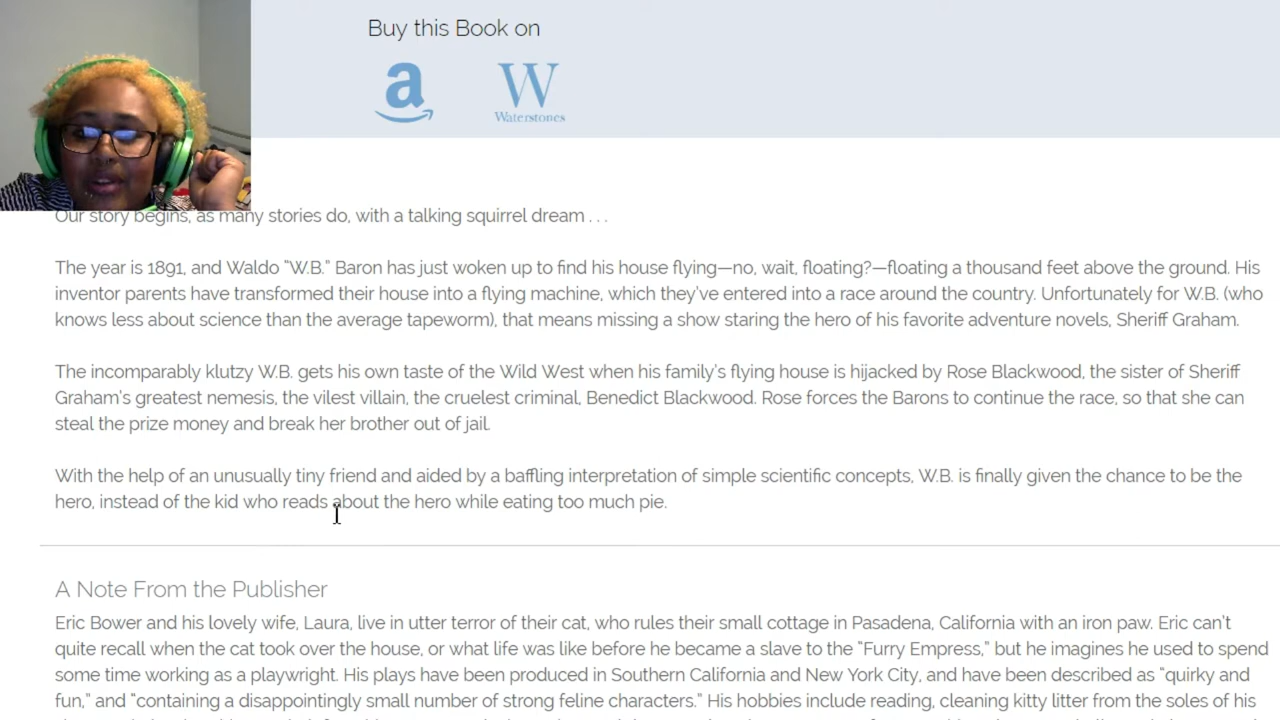 Buy this Book on
a
W
Waterstones
Our story begins, as many stories do, with a talking squirrel dream . . .
The year is 1891, and Waldo “W.B.” Baron has just woken up to find his house flying—no, wait, floating?—floating a thousand feet above the ground. His
inventor parents have transformed their house into a flying machine, which they’ve entered into a race around the country. Unfortunately for W.B. (who
knows less about science than the average tapeworm), that means missing a show staring the hero of his favorite adventure novels, Sheriff Graham.
The incomparably klutzy W.B. gets his own taste of the Wild West when his family’s flying house is hijacked by Rose Blackwood, the sister of Sheriff
Graham’s greatest nemesis, the vilest villain, the cruelest criminal, Benedict Blackwood. Rose forces the Barons to continue the race, so that she can
steal the prize money and break her brother out of jail.
With the help of an unusually tiny friend and aided by a baffling interpretation of simple scientific concepts, W.B. is finally given the chance to be the
hero, instead of the kid who reads about the hero while eating too much pie.
A Note From the Publisher
Eric Bower and his lovely wife, Laura, live in utter terror of their cat, who rules their small cottage in Pasadena, California with an iron paw. Eric can’t
quite recall when the cat took over the house, or what life was like before he became a slave to the “Furry Empress,” but he imagines he used to spend
some time working as a playwright. His plays have been produced in Southern California and New York City, and have been described as “quirky and
fun,” and “containing a disappointingly small number of strong feline characters.” His hobbies include reading, cleaning kitty litter from the soles of his